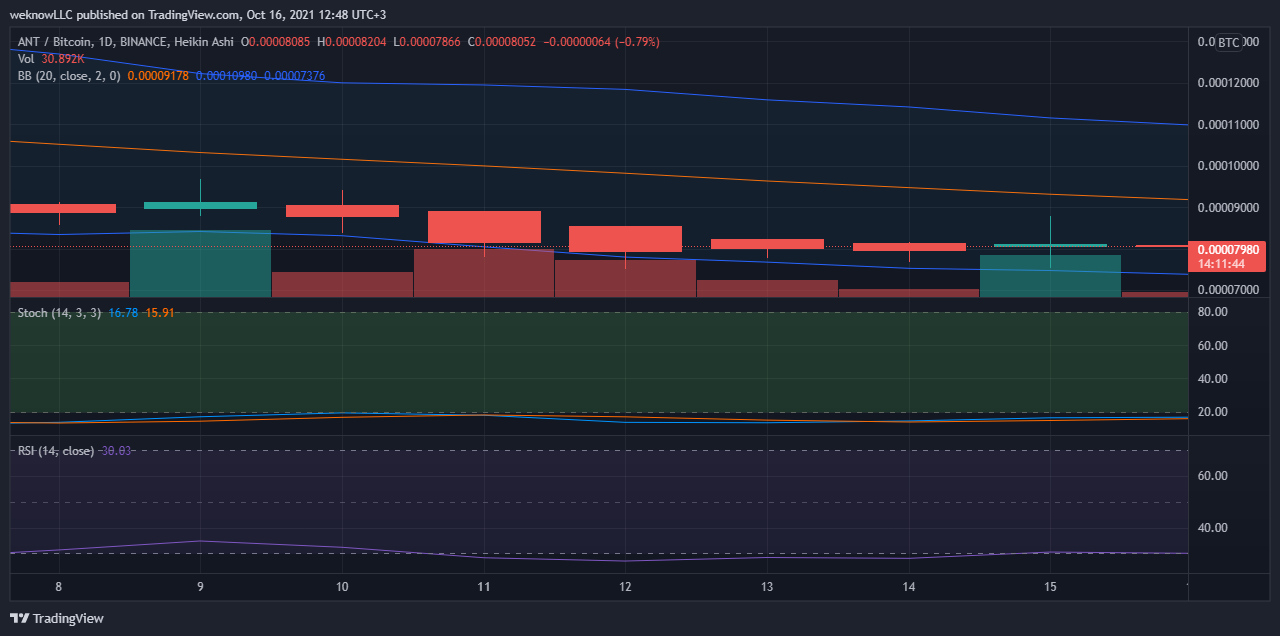 weknowLLC published on TradingView.com, Oct 16, 2021 12:48 UTC+3
ANT / Bitcoin, 1D, BINANCE, Heikin Ashi O0.00008085 H0.00008204 L0.00007866 C0.00008052 −0.00000064 (−0.79%)
Vol 30.892K
BB (20, close, 2, 0) 0.00009178 0.00010980 0.00007376
BTC
0.00012000
0.00011000
0.00010000
0.00009000
0.00007980
14:11:44
0.00007000
Stoch (14, 3, 3) 16.78 15.91
80.00
60.00
40.00
20.00
RSI (14, close) 30.03
60.00
40.00
8 9 10 11 12 13 14 15
TradingView